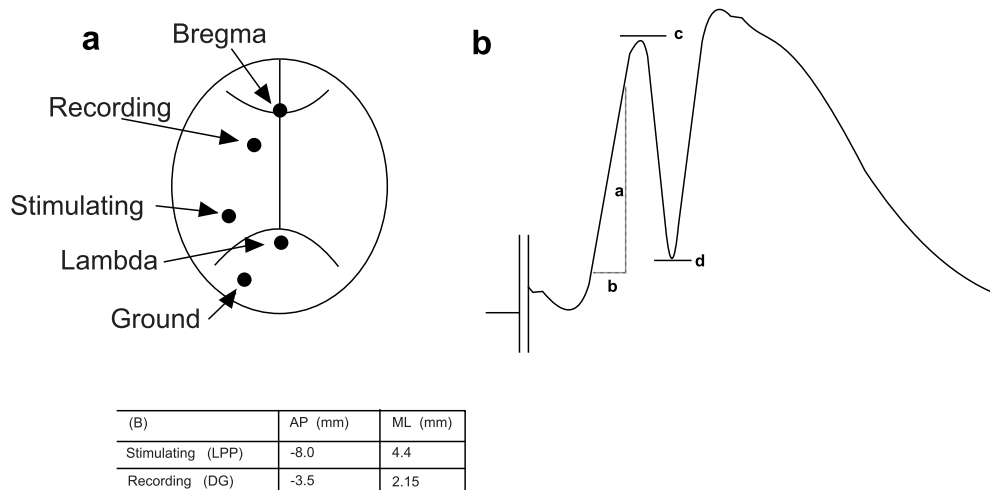 a
Bregma
Recording
Stimulating
Lambda
Ground
b
c
a
b
d
(B) AP (mm) ML (mm)
Stimulating (LPP) -8.0 4.4
Recording (DG) -3.5 2.15